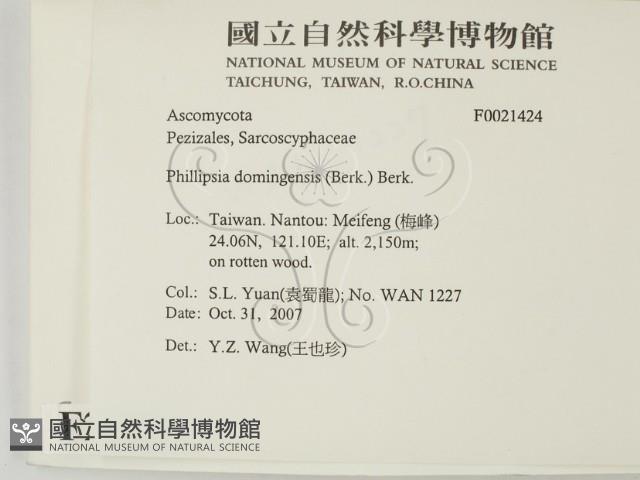 國立自然科學博物館
NATIONAL MUSEUM OF NATURAL SCIENCE
TAICHUNG, TAIWAN, R.O.CHINA
Ascomycota F0021424
Pezizales, Sarcoscyphaceae
Phillipsia domingensis (Berk.) Berk.
Loc.: Taiwan. Nantou: Meifeng (梅峰)
24.06N, 121.10E; alt. 2,150m;
on rotten wood.
Col.: S.L. Yuan(袁蜀龍); No. WAN 1227
Date: Oct. 31, 2007
Det.: Y.Z. Wang(王也珍)
國立自然科學博物館
NATIONAL MUSEUM OF NATURAL SCIENCE